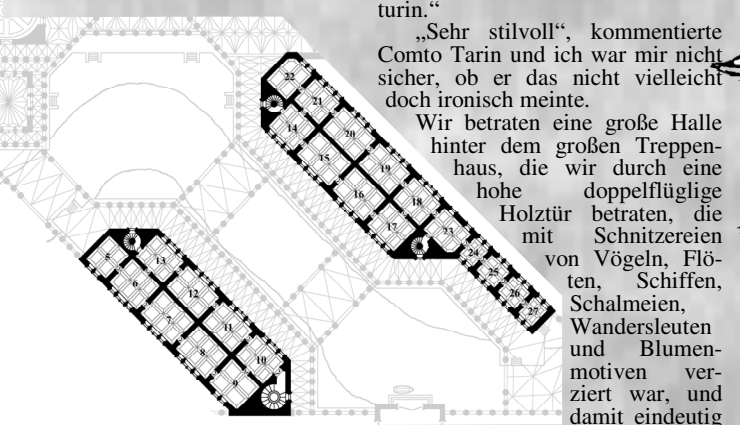 turin.“
„Sehr stilvoll“, kommentierte
Comto Tarin und ich war mir nicht
sicher, ob er das nicht vielleicht
doch ironisch meinte.
Wir betraten eine große Halle
hinter dem großen Treppen-
haus, die wir durch eine
hohe doppelflüglige
Holztür betraten, die
mit Schnitzereien
von Vögeln, Flö-
ten, Schiffen,
Schalmeien,
Wandersleuten
und Blumen-
motiven ver-
ziert war, und
damit eindeutig
22
21
20
19
18
23
24
25
26
27
14
15
16
17
5
6
7
8
9
13
12
11
10